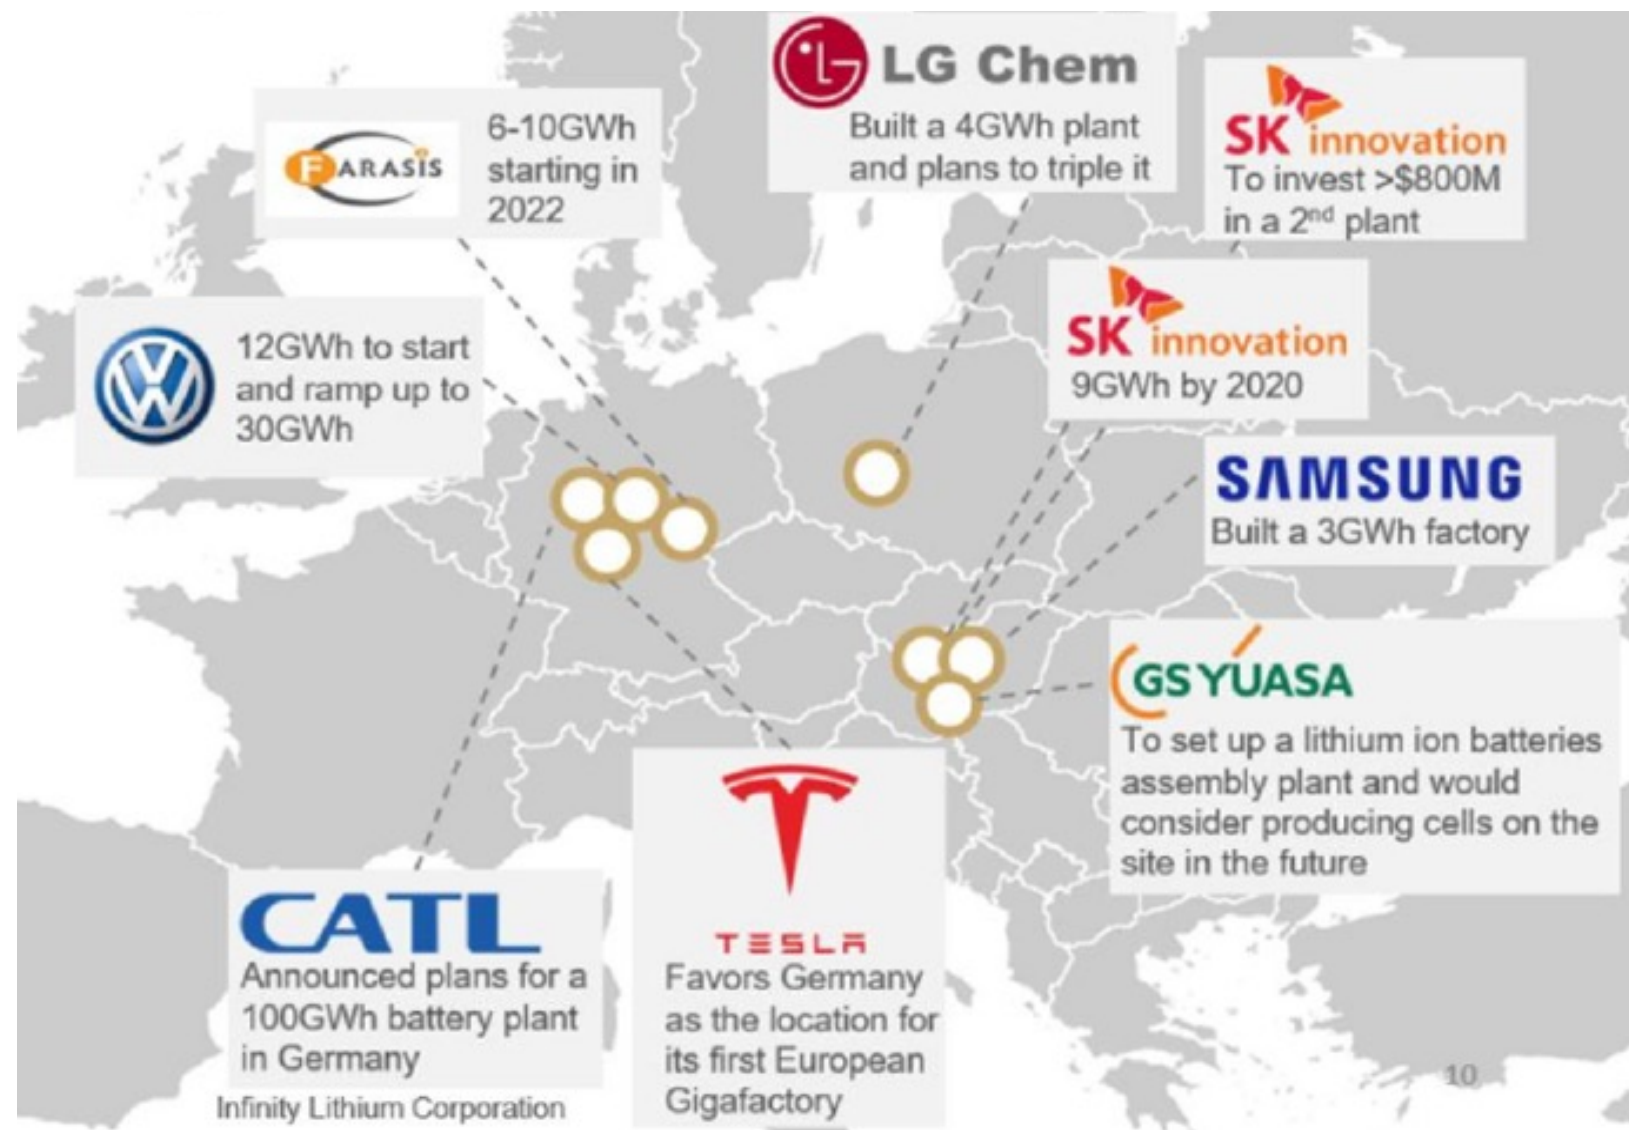 LG Chem
Built a 4GWh plant
and plans to triple it
SK innovation
To invest >$800M
in a 2nd plant
FARASIS
6-10GWh
starting in
2022
SK innovation
9GWh by 2020
12GWh to start
and ramp up to
30GWh
SAMSUNG
Built a 3GWh factory
GS YUASA
To set up a lithium ion batteries
assembly plant and would
consider producing cells on the
site in the future
CATL
Announced plans for a
100GWh battery plant
in Germany
TESLA
Favors Germany
as the location for
its first European
Gigafactory
Infinity Lithium Corporation
10